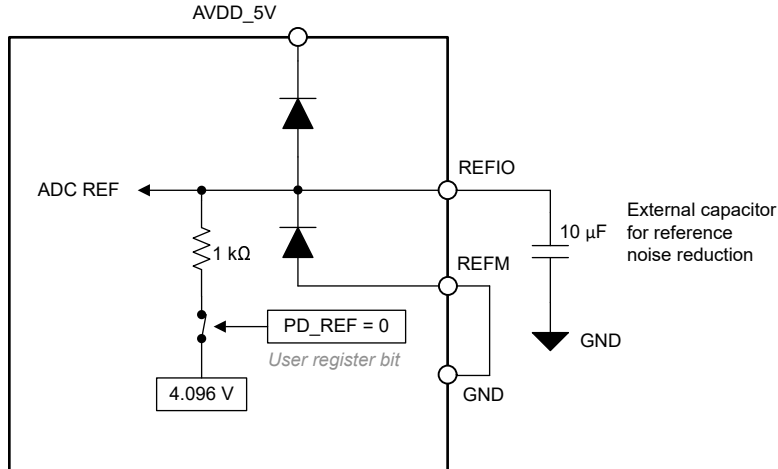 AVDD_5V
ADC REF
REFIO
10 µF
External capacitor
for reference
noise reduction
1 kΩ
REFM
PD_REF = 0
User register bit
GND
4.096 V
GND